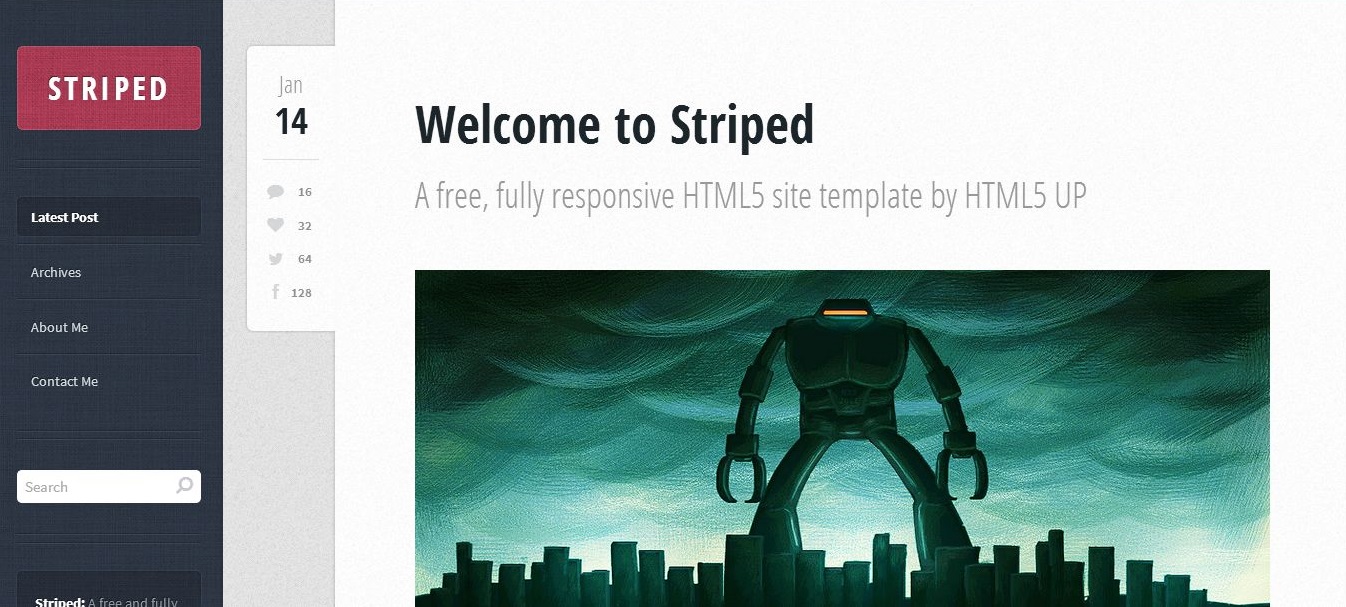 STRIPED
Latest Post
Archives
About Me
Contact Me
Search
Striped: A free and fully
Jan
14
16
32
64
128
Welcome to Striped
A free, fully responsive HTML5 site template by HTML5 UP